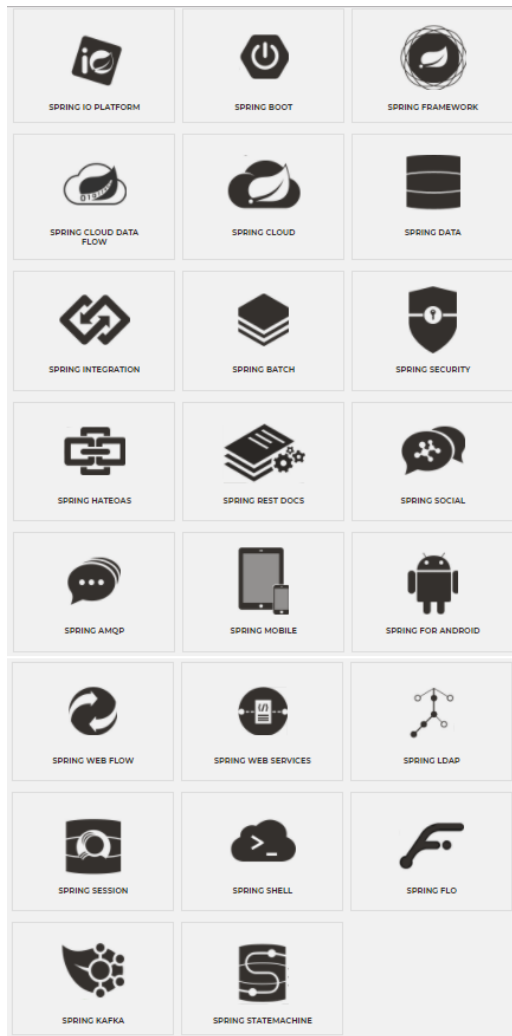 SPRING IO PLATFORM
SPRING BOOT
SPRING FRAMEWORK
SPRING CLOUD DATA
FLOW
SPRING CLOUD
SPRING DATA
SPRING INTEGRATION
SPRING BATCH
SPRING SECURITY
SPRING HATEOAS
SPRING REST DOCS
SPRING SOCIAL
SPRING AMQP
SPRING MOBILE
SPRING FOR ANDROID
SPRING WEB FLOW
SPRING WEB SERVICES
SPRING LDAP
SPRING SESSION
SPRING SHELL
SPRING FLO
SPRING KAFKA
SPRING STATEMACHINE